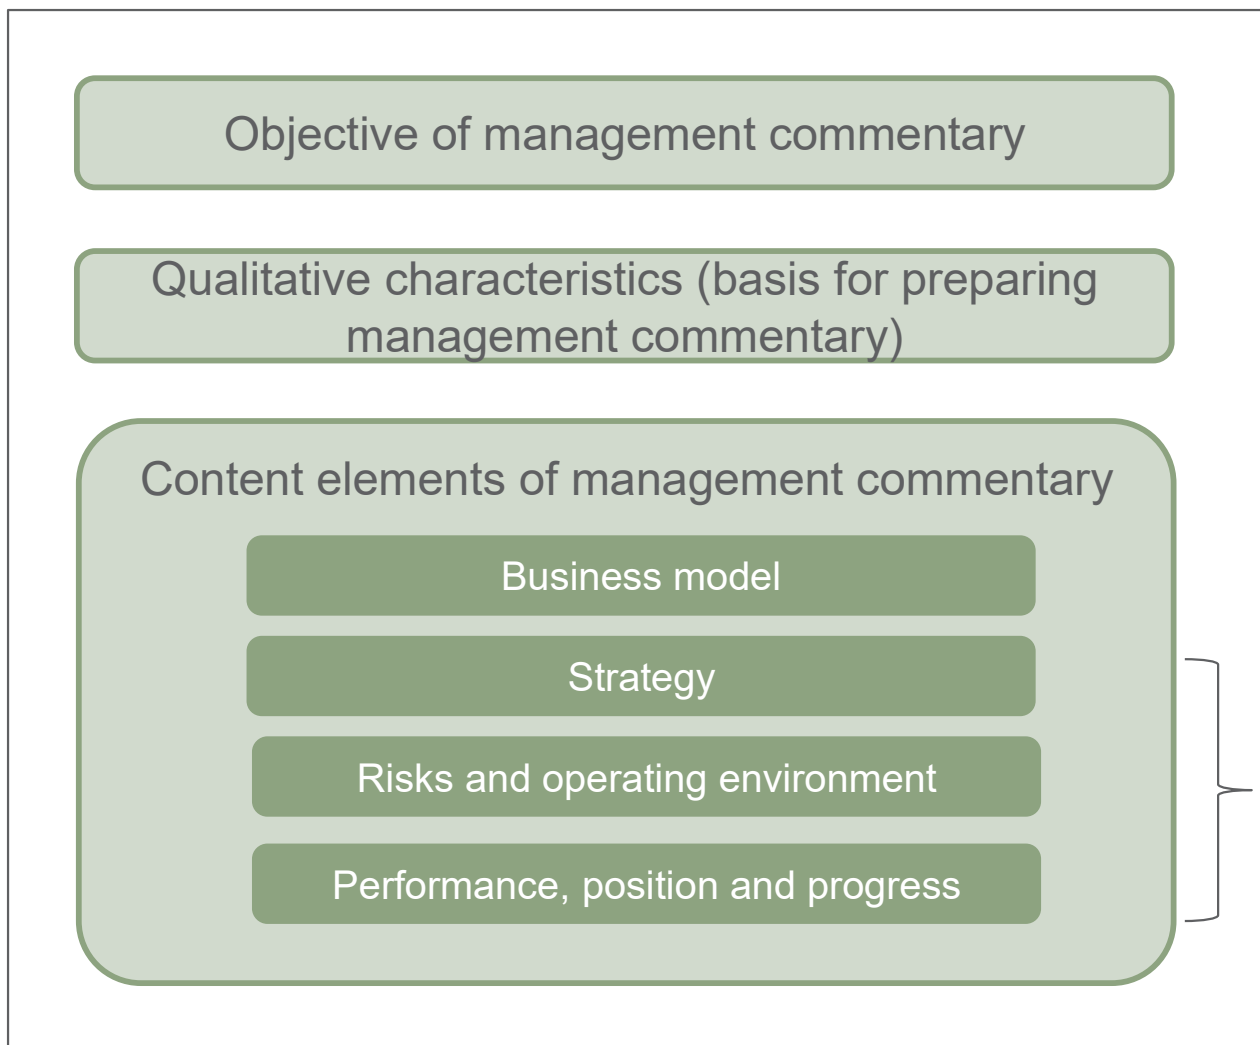 Objective of management commentary
Qualitative characteristics (basis for preparing
management commentary)
Content elements of management commentary
Business model
Strategy
Risks and operating environment
Performance, position and progress